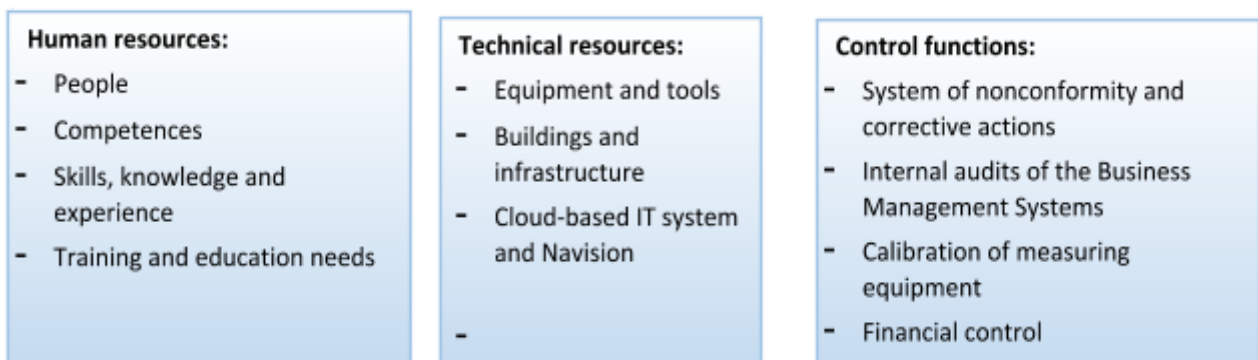 Human resources:
- People
- Competences
- Skills, knowledge and
experience
- Training and education needs
Technical resources:
- Equipment and tools
- Buildings and
infrastructure
- Cloud-based IT system
and Navision
-
Control functions:
- System of nonconformity and
corrective actions
- Internal audits of the Business
Management Systems
- Calibration of measuring
equipment
- Financial control